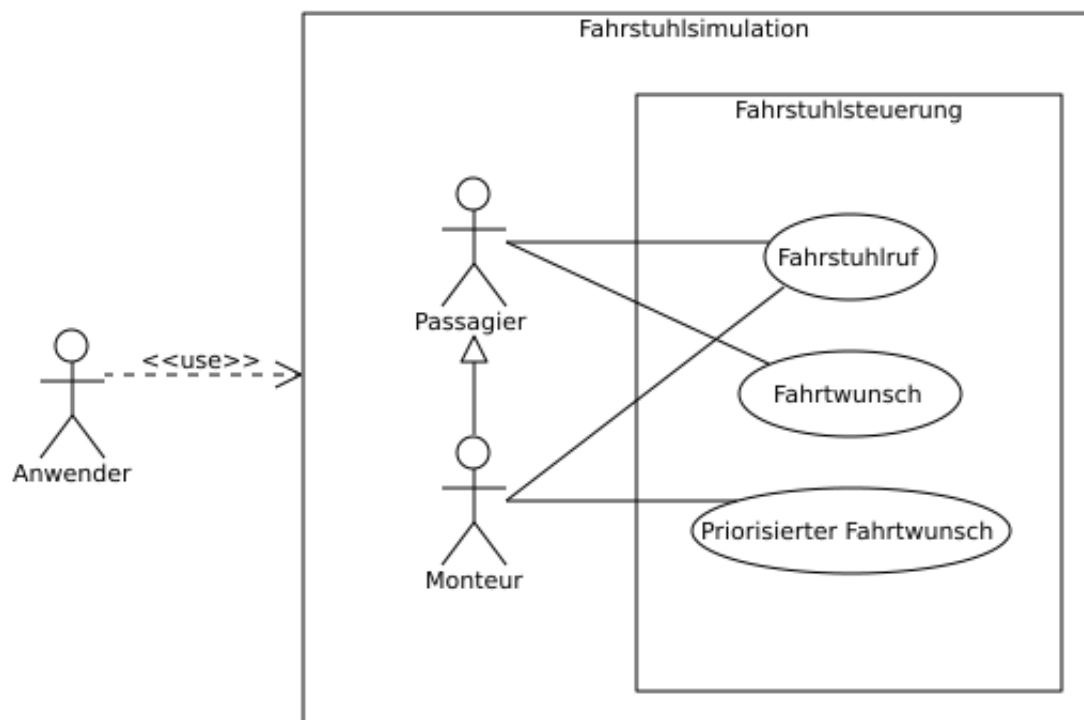 Fahrstuhlsimulation
Fahrstuhlsteuerung
Fahrstuhlruf
Passagier
<<use>>
Fahrtwunsch
Anwender
Priorisierter Fahrtwunsch
Monteur